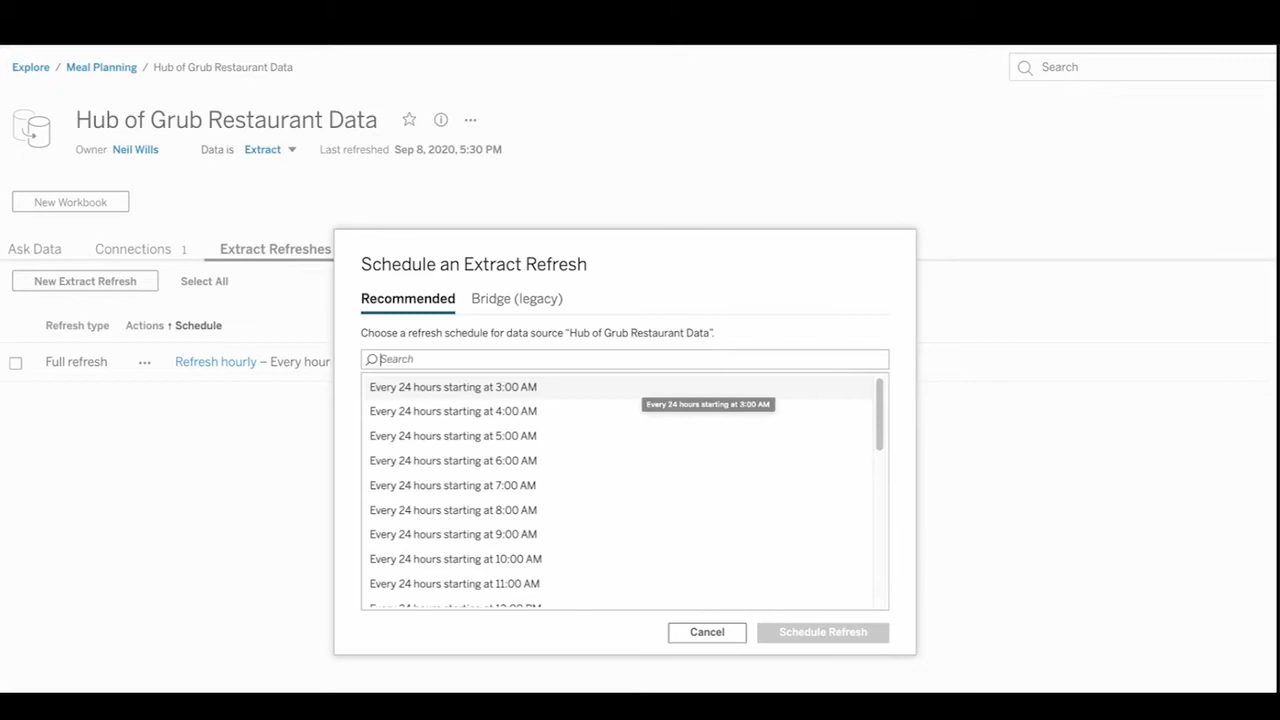 Explore / Meal Planning / Hub of Grub Restaurant Data
Search
Hub of Grub Restaurant Data
Owner Neil Wills Data is Extract Last refreshed Sep 8, 2020, 5:30 PM
New Workbook
Ask Data Connections 1 Extract Refreshes
New Extract Refresh Select All
Refresh type Actions ↑ Schedule
Full refresh ... Refresh hourly – Every hour
Schedule an Extract Refresh
Recommended Bridge (legacy)
Choose a refresh schedule for data source “Hub of Grub Restaurant Data”.
Search
Every 24 hours starting at 3:00 AM
Every 24 hours starting at 3:00 AM
Every 24 hours starting at 4:00 AM
Every 24 hours starting at 5:00 AM
Every 24 hours starting at 6:00 AM
Every 24 hours starting at 7:00 AM
Every 24 hours starting at 8:00 AM
Every 24 hours starting at 9:00 AM
Every 24 hours starting at 10:00 AM
Every 24 hours starting at 11:00 AM
Every 24 hours starting at 12:00 PM
Cancel Schedule Refresh